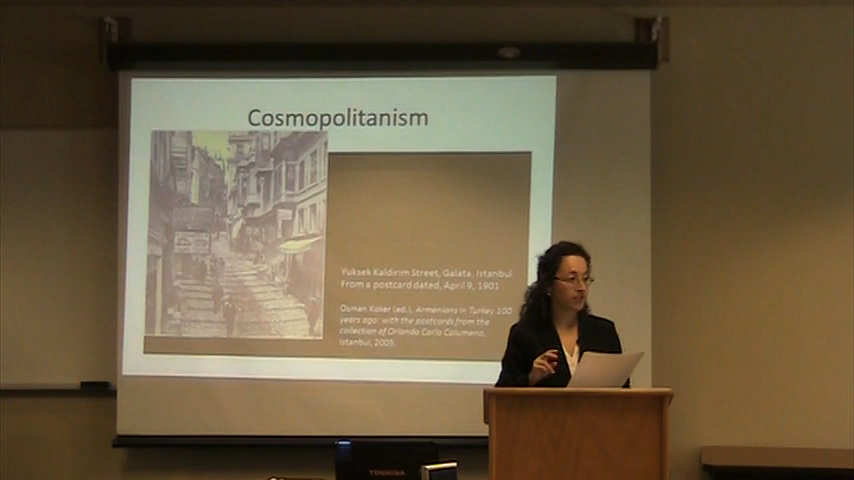 Cosmopolitanism
Yuksek Kaldirim Street, Galata, Istanbul
From a postcard dated, April 9, 1901
Osman Köker (ed.), Armenians in Turkey 100
years ago: with the postcards from the
collection of Orlando Carlo Calumeno,
Istanbul, 2005.
TOSHIBA